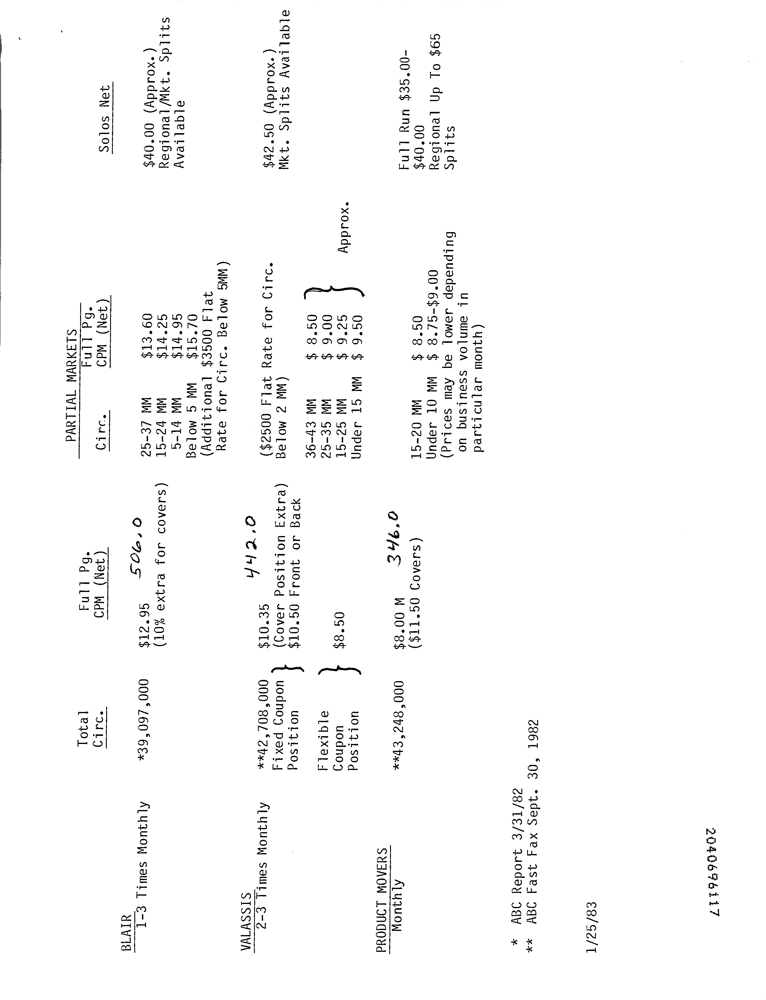 PARTIAL MARKETS
Total Full Pg. Full Pg.
Circ. CPM (Net) Circ. CPM (Net) Solos Net
BLAIR
1-3 Times Monthly *39,097,000 $12.95 506.0 25-37 MM $13.60 $40.00 (Approx.)
(10% extra for covers) 15-24 MM $14.25 Regional/Mkt. Splits
5-14 MM $14.95 Available
Below 5 MM $15.70
(Additional $3500 Flat
Rate for Circ. Below 5MM)
VALASSIS
2-3 Times Monthly **42,708,000 $10.35 442.0 ($2500 Flat Rate for Circ. $42.50 (Approx.)
Fixed Coupon } (Cover Position Extra) Below 2 MM) Mkt. Splits Available
Position $10.50 Front or Back
36-43 MM $ 8.50
Flexible 25-35 MM $ 9.00 }
Coupon } $8.50 15-25 MM $ 9.25 Approx.
Position Under 15 MM $ 9.50
PRODUCT MOVERS
Monthly **43,248,000 $8.00 M 346.0 15-20 MM $ 8.50 Full Run $35.00-
($11.50 Covers) Under 10 MM $ 8.75-$9.00 $40.00
(Prices may be lower depending Regional Up To $65
on business volume in Splits
particular month)
* ABC Report 3/31/82
** ABC Fast Fax Sept. 30, 1982
1/25/83
2040696117